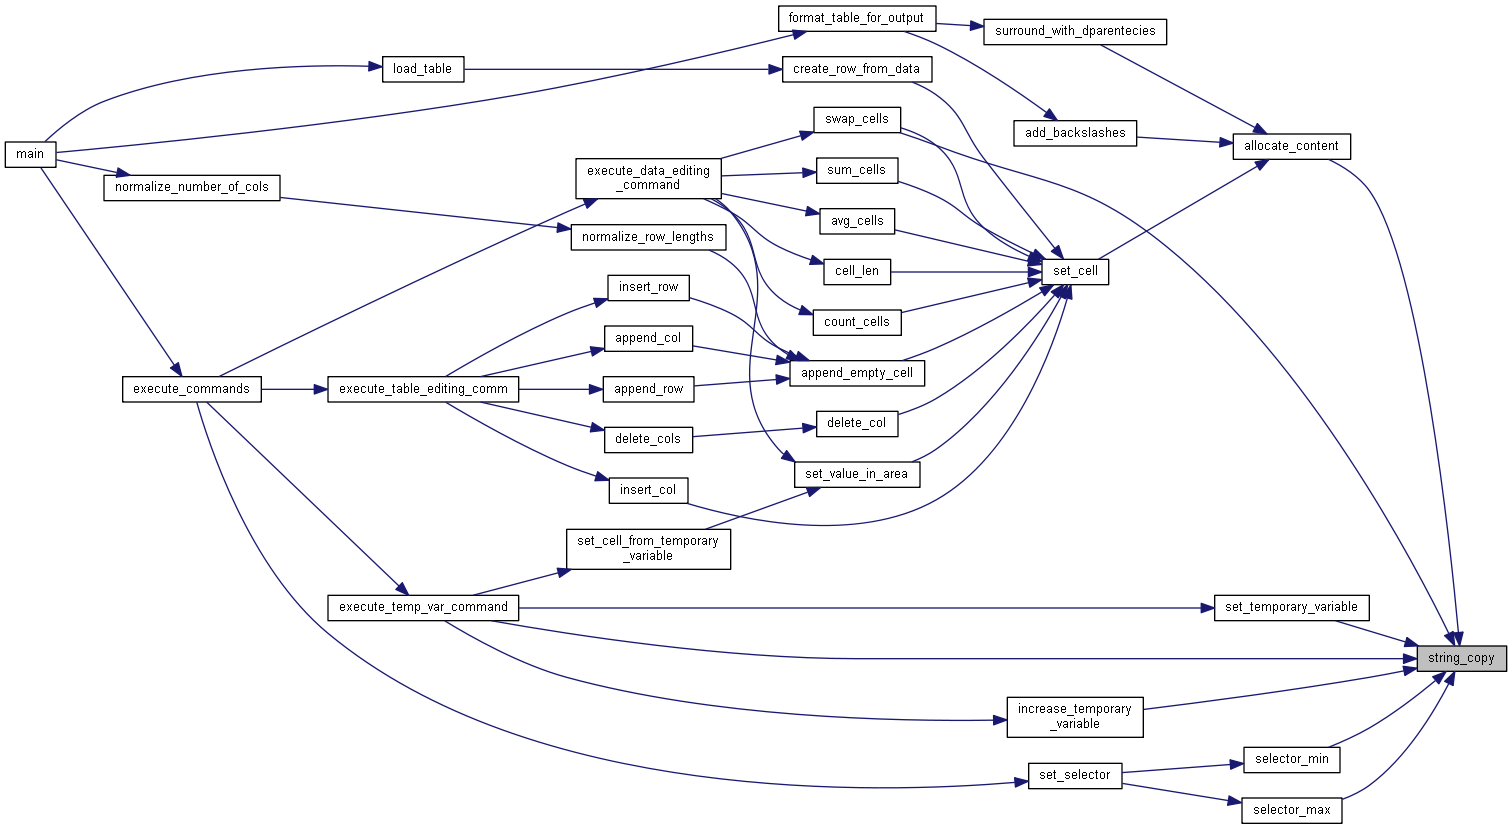 format_table_for_output
surround_with_dparentecies
load_table
create_row_from_data
swap_cells
add_backslashes
main
allocate_content
execute_data_editing
_command
sum_cells
normalize_number_of_cols
avg_cells
normalize_row_lengths
cell_len
set_cell
insert_row
count_cells
append_col
append_empty_cell
execute_commands
execute_table_editing_comm
append_row
delete_col
delete_cols
set_value_in_area
insert_col
set_cell_from_temporary
_variable
execute_temp_var_command
set_temporary_variable
string_copy
increase_temporary
_variable
selector_min
set_selector
selector_max